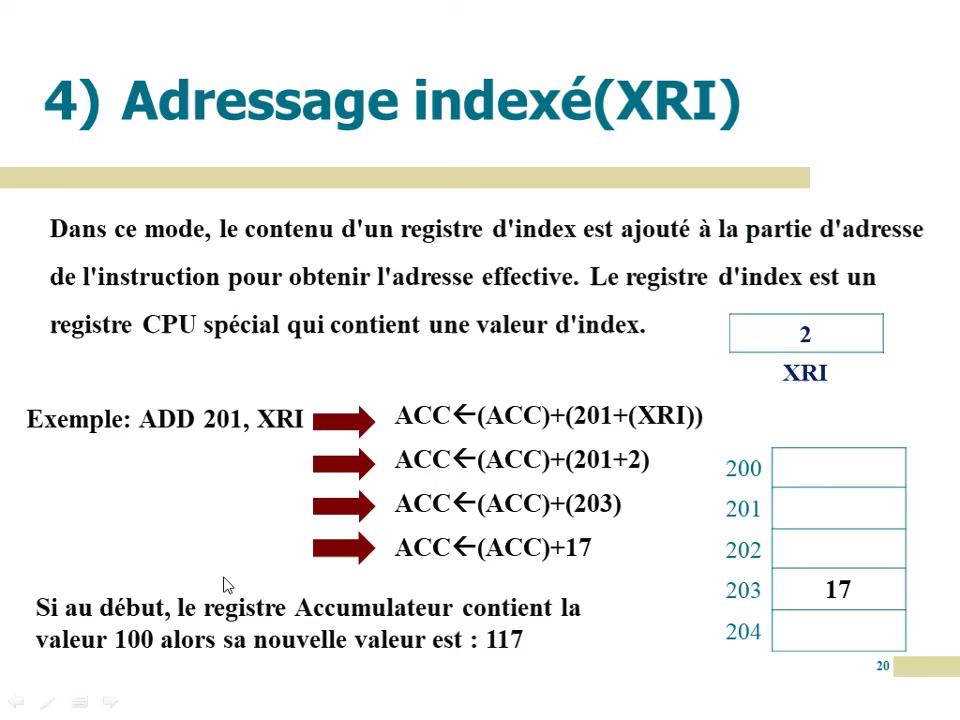 4) Adressage indexé(XRI)
Dans ce mode, le contenu d'un registre d'index est ajouté à la partie d'adresse
de l'instruction pour obtenir l'adresse effective. Le registre d'index est un
registre CPU spécial qui contient une valeur d'index.
2
XRI
Exemple: ADD 201, XRI
ACC←(ACC)+(201+(XRI))
ACC←(ACC)+(201+2)
ACC←(ACC)+(203)
ACC←(ACC)+17
200
201
202
203 17
204
Si au début, le registre Accumulateur contient la
valeur 100 alors sa nouvelle valeur est : 117
20